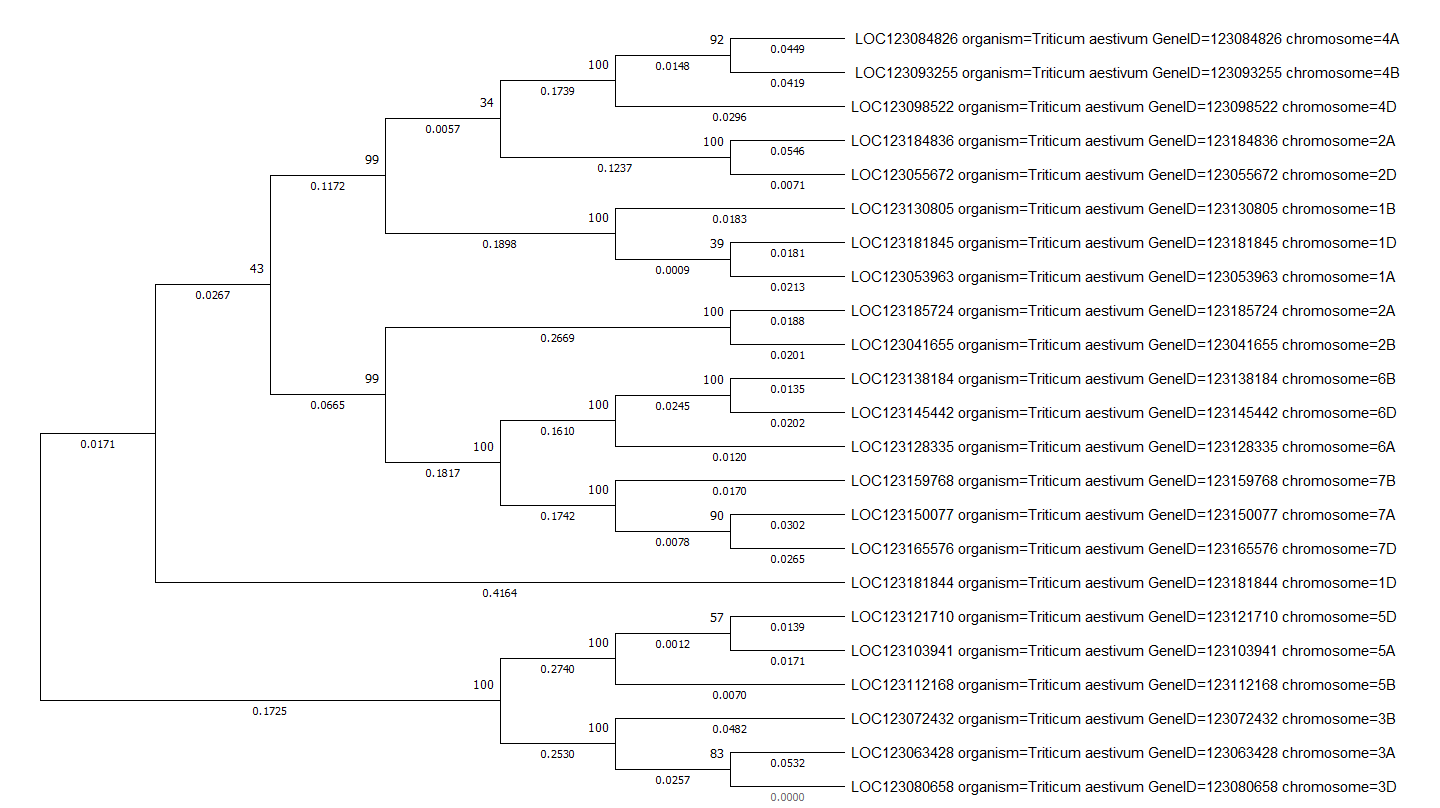 92
LOC123084826 organism=Triticum aestivum GeneID=123084826 chromosome=4A
0.0449
100
0.0148
LOC123093255 organism=Triticum aestivum GeneID=123093255 chromosome=4B
0.0419
0.1739
34
LOC123098522 organism=Triticum aestivum GeneID=123098522 chromosome=4D
0.0296
0.0057
100
LOC123184836 organism=Triticum aestivum GeneID=123184836 chromosome=2A
0.0546
99
0.1237
LOC123055672 organism=Triticum aestivum GeneID=123055672 chromosome=2D
0.0071
0.1172
LOC123130805 organism=Triticum aestivum GeneID=123130805 chromosome=1B
100
0.0183
0.1898
39
LOC123181845 organism=Triticum aestivum GeneID=123181845 chromosome=1D
0.0181
43
0.0009
LOC123053963 organism=Triticum aestivum GeneID=123053963 chromosome=1A
0.0213
0.0267
100
LOC123185724 organism=Triticum aestivum GeneID=123185724 chromosome=2A
0.0188
0.2669
LOC123041655 organism=Triticum aestivum GeneID=123041655 chromosome=2B
0.0201
99
100
LOC123138184 organism=Triticum aestivum GeneID=123138184 chromosome=6B
0.0135
0.0665
100
0.0245
LOC123145442 organism=Triticum aestivum GeneID=123145442 chromosome=6D
0.0202
0.1610
0.0171
100
LOC123128335 organism=Triticum aestivum GeneID=123128335 chromosome=6A
0.0120
0.1817
100
LOC123159768 organism=Triticum aestivum GeneID=123159768 chromosome=7B
0.0170
0.1742
90
LOC123150077 organism=Triticum aestivum GeneID=123150077 chromosome=7A
0.0302
0.0078
LOC123165576 organism=Triticum aestivum GeneID=123165576 chromosome=7D
0.0265
LOC123181844 organism=Triticum aestivum GeneID=123181844 chromosome=1D
0.4164
57
LOC123121710 organism=Triticum aestivum GeneID=123121710 chromosome=5D
0.0139
100
0.0012
LOC123103941 organism=Triticum aestivum GeneID=123103941 chromosome=5A
0.0171
0.2740
100
LOC123112168 organism=Triticum aestivum GeneID=123112168 chromosome=5B
0.0070
0.1725
100
LOC123072432 organism=Triticum aestivum GeneID=123072432 chromosome=3B
0.0482
0.2530
83
LOC123063428 organism=Triticum aestivum GeneID=123063428 chromosome=3A
0.0532
0.0257
LOC123080658 organism=Triticum aestivum GeneID=123080658 chromosome=3D
0.0000